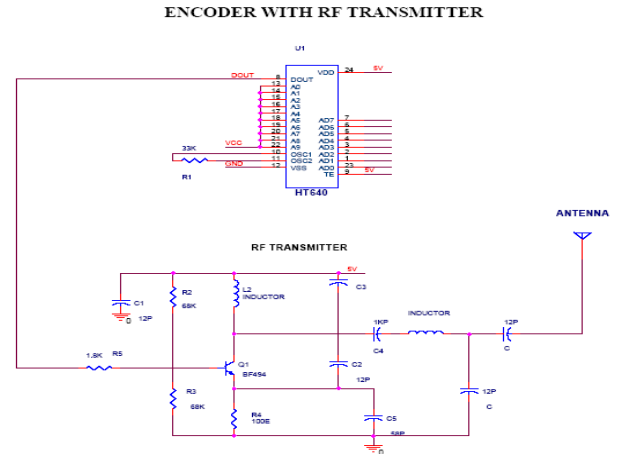 ENCODER WITH RF TRANSMITTER
U1
DOUT 8 DOUT VDD 24 5V
13 A0
14 A1
15 A2
16 A3
17 A4
18 A5 AD7 7
19 A6 AD6 6
20 A7 AD5 5
21 A8 AD4 4
VCC 22 A9 AD3 3
33K 10 OSC1 AD2 2
11 OSC2 AD1 1
GND 12 VSS AD0 23
R1 TE 9 5V
HT640
ANTENNA
RF TRANSMITTER
5V
R2
68K
L2
INDUCTOR
C3
C1
12P
0
1KP
C4
INDUCTOR
12P
C
1.8K R5
Q1
BF494
C2
12P
R3
68K
R4
100E
C5
58P
12P
C
0